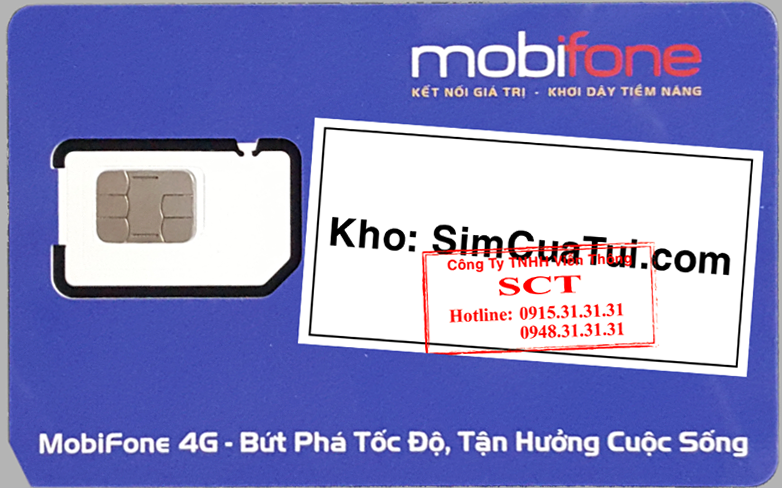 mobifone
KẾT NỐI GIÁ TRỊ - KHƠI DẬY TIỀM NĂNG
Kho: SimCuaTui.com
Công Ty TNHH Viễn Thông
SCT
Hotline: 0915.31.31.31
0948.31.31.31
MobiFone 4G - Bứt Phá Tốc Độ, Tận Hưởng Cuộc Sống